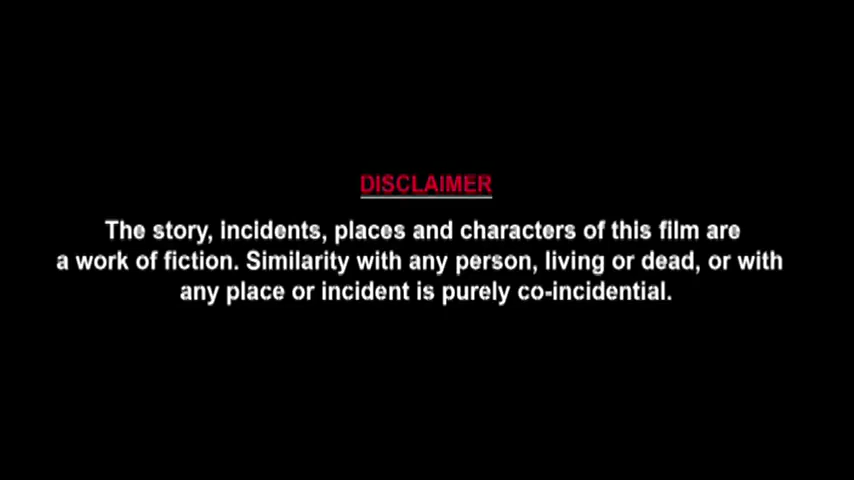 DISCLAIMER
The story, incidents, places and characters of this film are
a work of fiction. Similarity with any person, living or dead, or with
any place or incident is purely co-incidential.